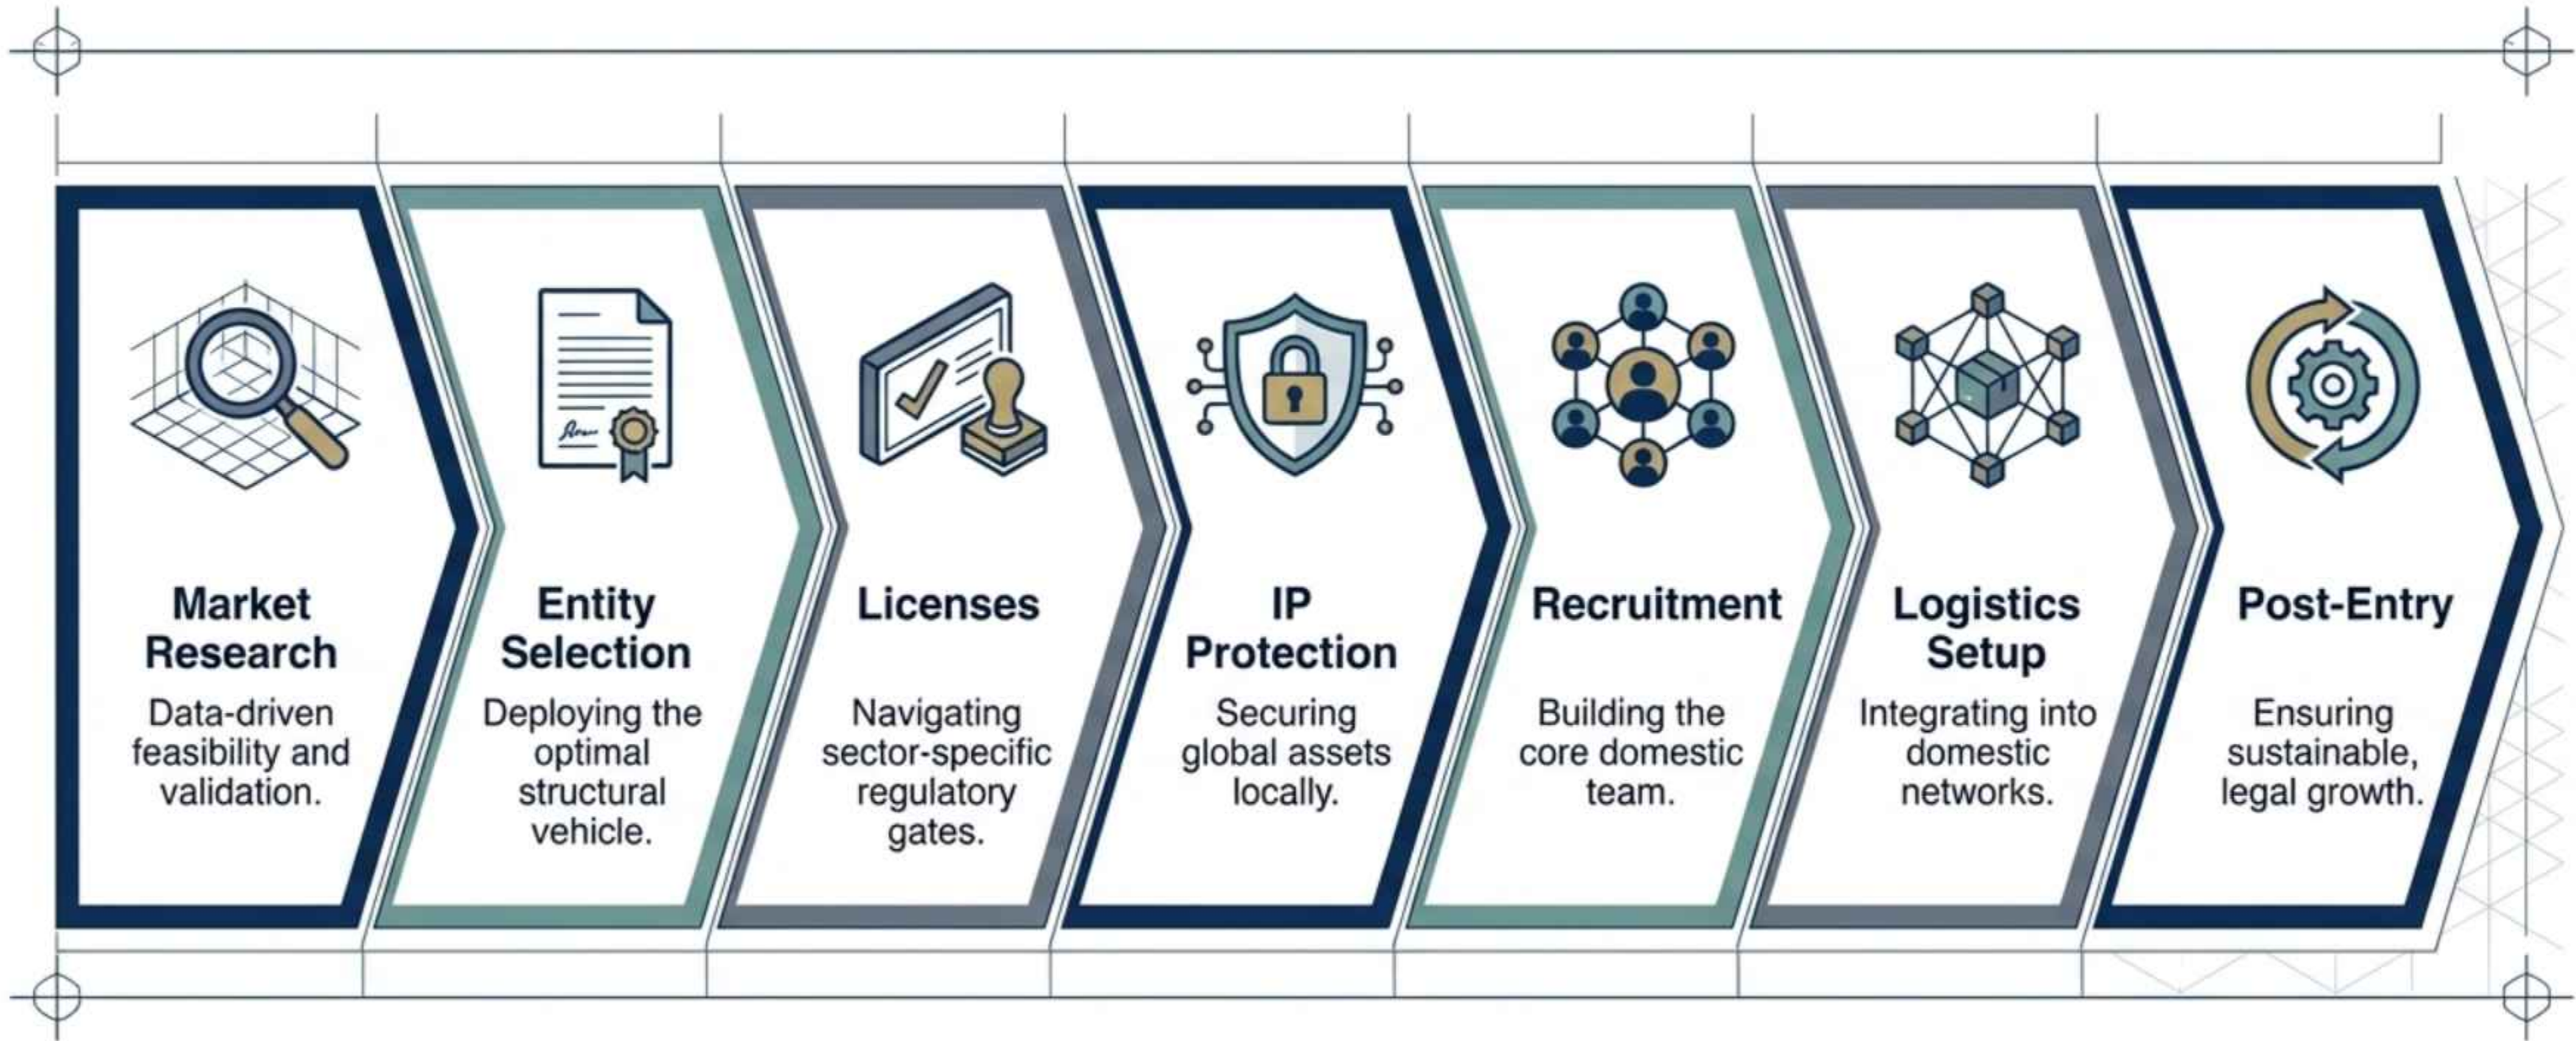 Market
Research
Data-driven
feasibility and
validation.
Entity
Selection
Deploying the
optimal
structural
vehicle.
Licenses
Navigating
sector-specific
regulatory
gates.
IP
Protection
Securing
global assets
locally.
Recruitment
Building the
core domestic
team.
Logistics
Setup
Integrating into
domestic
networks.
Post-Entry
Ensuring
sustainable,
legal growth.